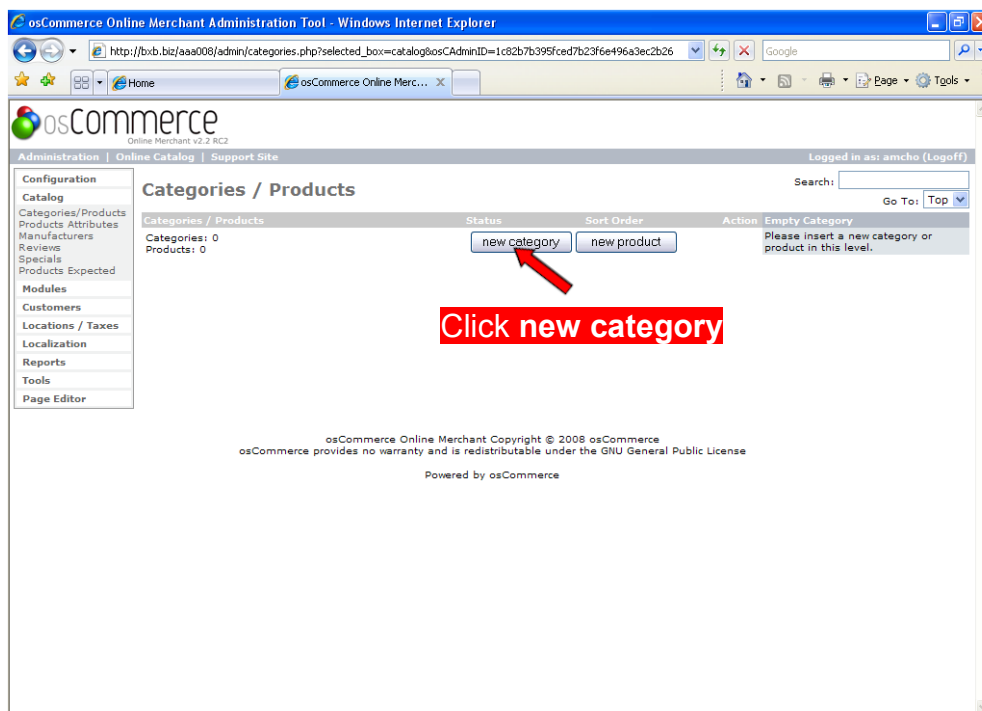 osCommerce Online Merchant Administration Tool - Windows Internet Explorer
http://bxb.biz/aaa008/admin/categories.php?selected_box=catalog&osCAdminID=1c82b7b395fced7b23f6e496a3ec2b26
Google
Home
osCommerce Online Merc... X
Page
Tools
osCommerce
Online Merchant v2.2 RC2
Administration | Online Catalog | Support Site
Logged in as: amcho (Logoff)
Configuration
Catalog
Categories/Products
Products Attributes
Manufacturers
Reviews
Specials
Products Expected
Modules
Customers
Locations / Taxes
Localization
Reports
Tools
Page Editor
Categories / Products
Search:
Go To: Top
Categories / Products Status Sort Order Action Empty Category
Categories: 0
Products: 0
new category
new product
Please insert a new category or
product in this level.
Click new category
osCommerce Online Merchant Copyright © 2008 osCommerce
osCommerce provides no warranty and is redistributable under the GNU General Public License
Powered by osCommerce